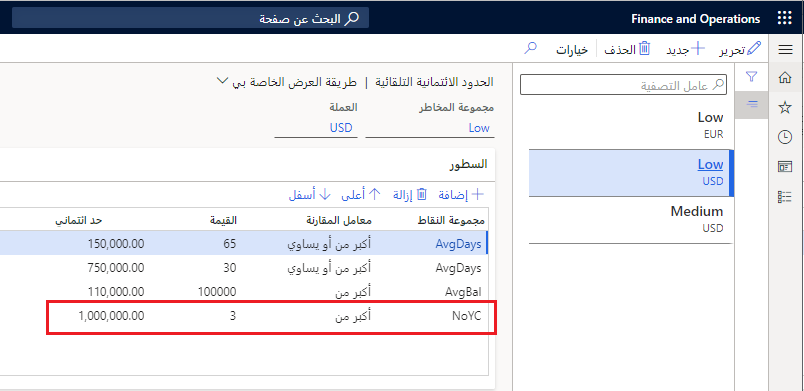 Finance and Operations
البحث عن صفحة
تحرير
جديد
الحذف
خيارات
عامل التصفية
Low
EUR
Low
USD
Medium
USD
الحدود الائتمانية التلقائية | طريقة العرض الخاصة بي
مجموعة المخاطر
العملة
Low
USD
السطور
إضافة
إزالة
أعلى
أسفل
مجموعة النقاط معامل المقارنة القيمة حد ائتماني
AvgDays أكبر من أو يساوي 65 150,000.00
AvgDays أكبر من أو يساوي 30 750,000.00
AvgBal أكبر من 100000 110,000.00
NoYC أكبر من 3 1,000,000.00